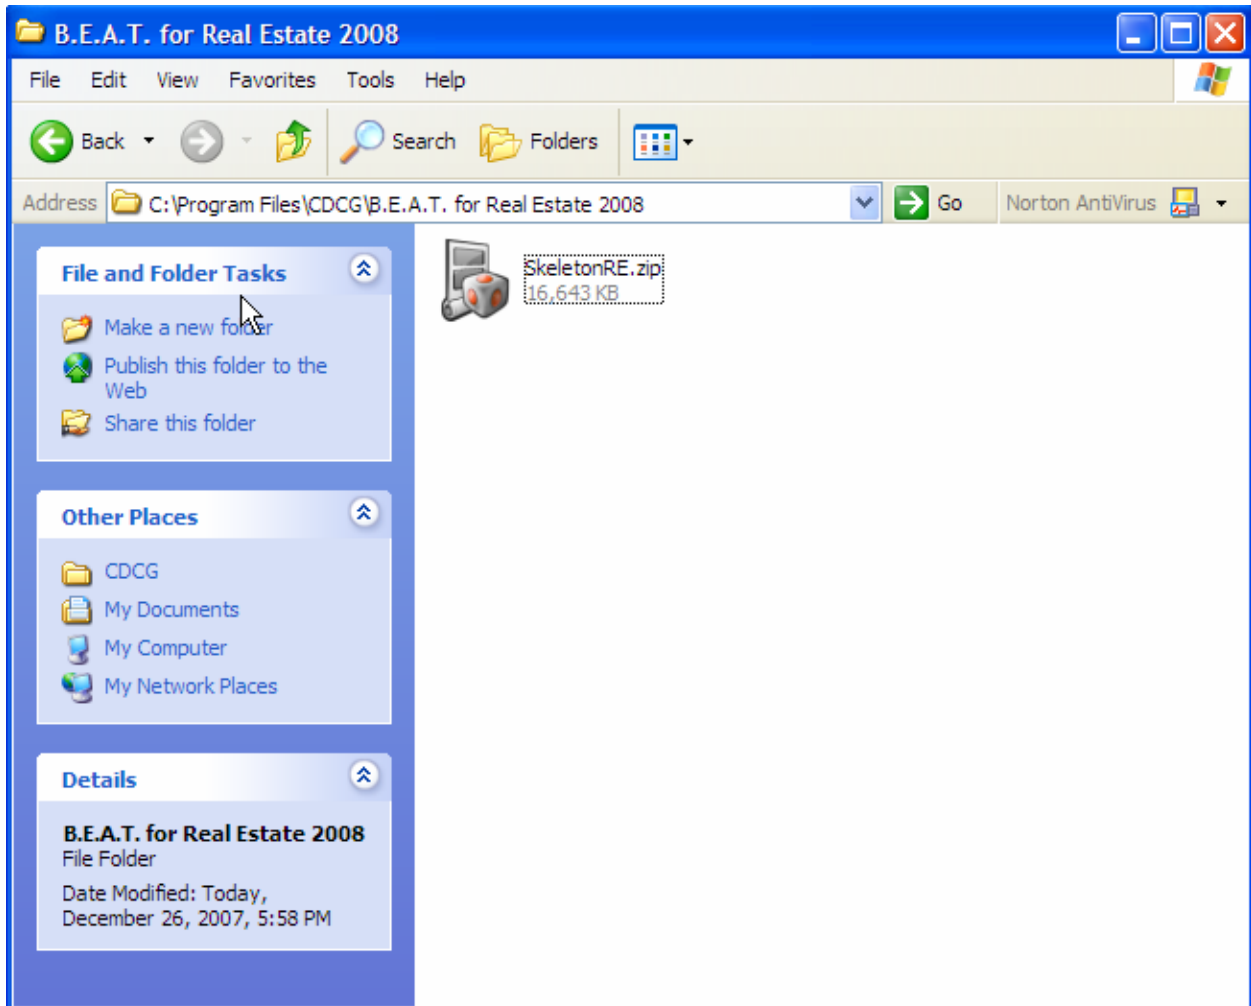 B.E.A.T. for Real Estate 2008
File Edit View Favorites Tools Help
Back Search Folders
Address C:\Program Files\CDCG\B.E.A.T. for Real Estate 2008 Go Norton AntiVirus
File and Folder Tasks
Make a new folder
Publish this folder to the
Web
Share this folder
Other Places
CDCG
My Documents
My Computer
My Network Places
Details
B.E.A.T. for Real Estate 2008
File Folder
Date Modified: Today,
December 26, 2007, 5:58 PM
SkeletonRE.zip
16,643 KB